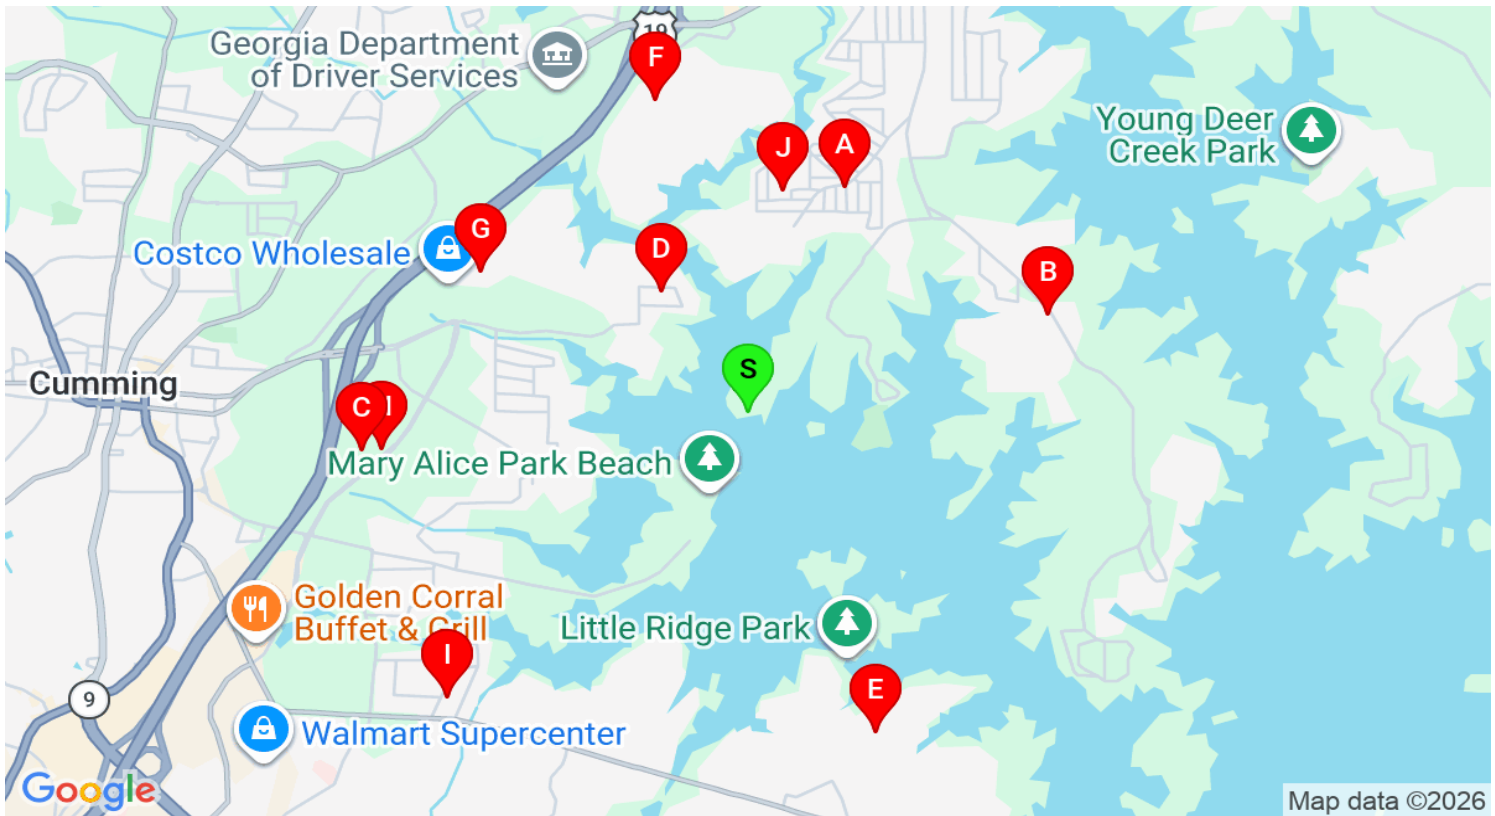 19
Georgia Department
of Driver Services
F
Young Deer
Creek Park
J
A
G
Costco Wholesale
D
B
S
Cumming
C
Mary Alice Park Beach
Golden Corral
Buffet & Grill
Little Ridge Park
I
E
9
Walmart Supercenter
Google
Map data ©2026